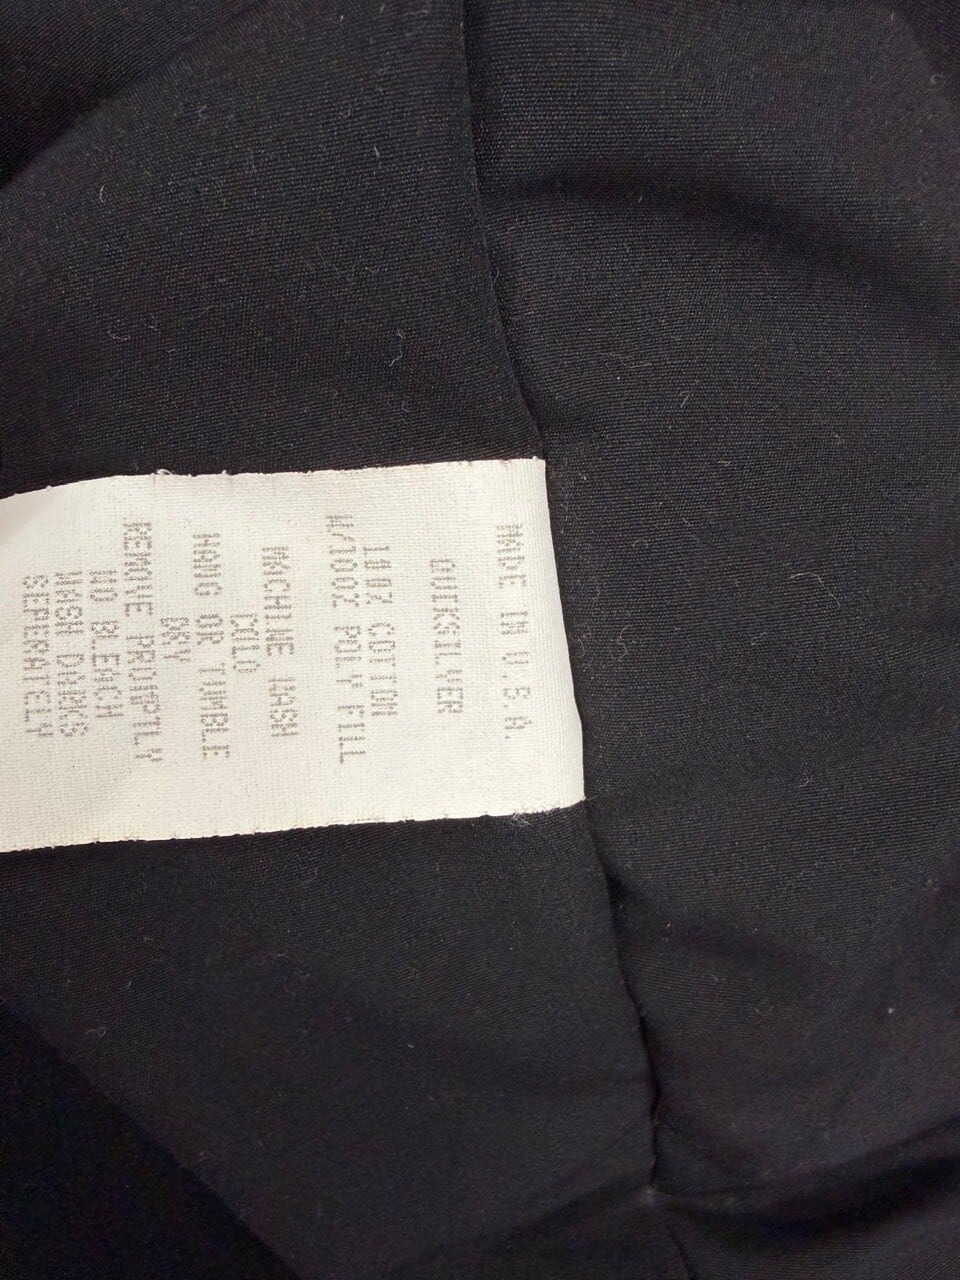 MADE IN U.S.A.
QUIKSILVER
100% COTTON
W/100% POLY FILL
MACHINE WASH
COLD
HANG OR TUMBLE
DRY
REMOVE PROMPTLY
NO BLEACH
WASH DARKS
SEPERATELY